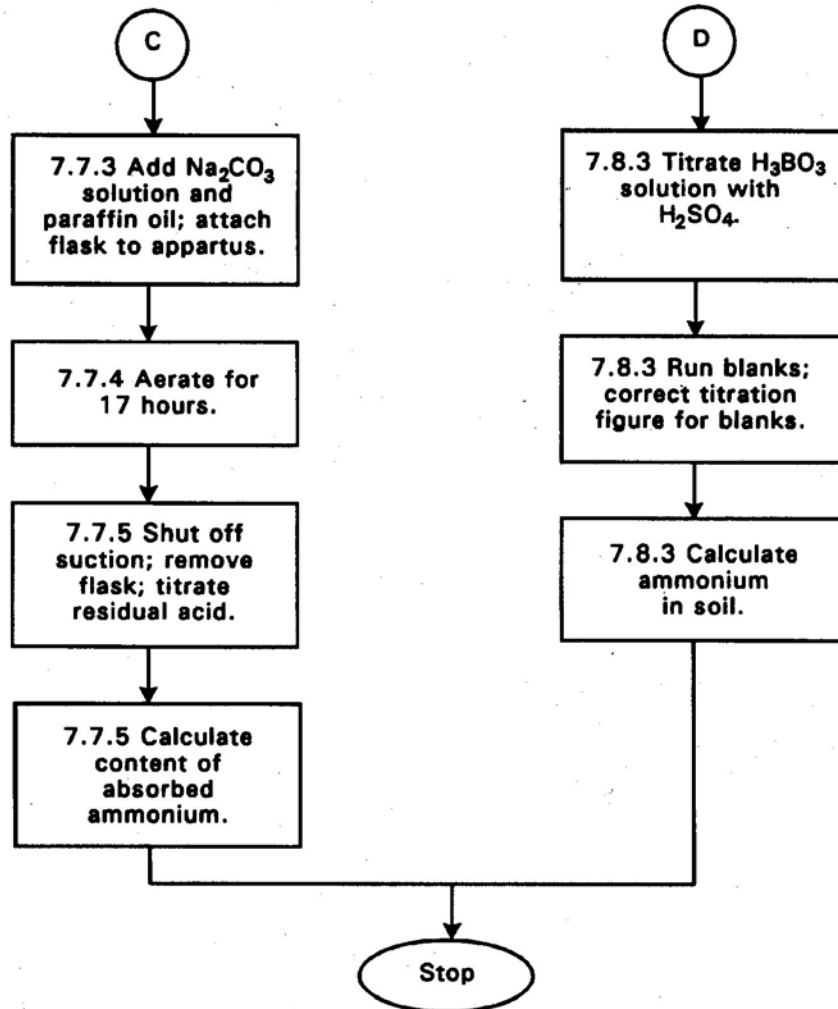 C
7.7.3 Add Na₂CO₃
solution and
paraffin oil; attach
flask to appartus.
7.7.4 Aerate for
17 hours.
7.7.5 Shut off
suction; remove
flask; titrate
residual acid.
7.7.5 Calculate
content of
absorbed
ammonium.
D
7.8.3 Titrate H₃BO₃
solution with
H₂SO₄.
7.8.3 Run blanks;
correct titration
figure for blanks.
7.8.3 Calculate
ammonium
in soil.
Stop